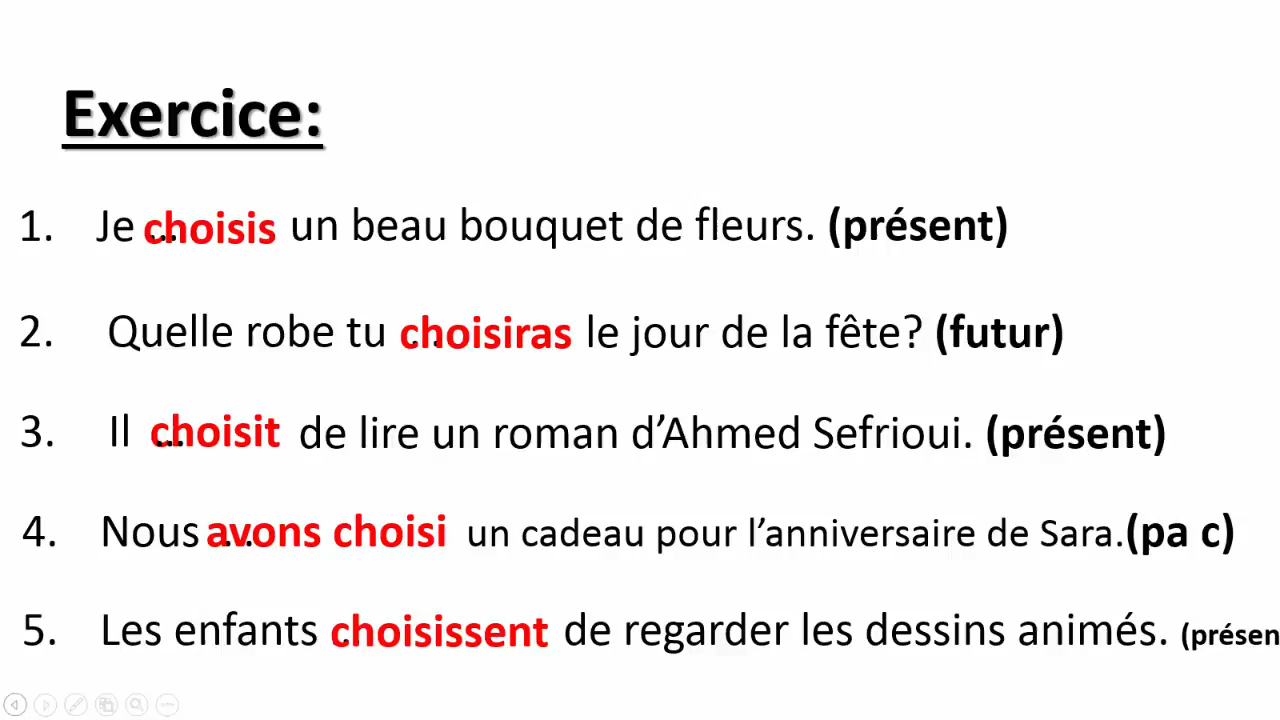 Exercice:
1. Je choisis un beau bouquet de fleurs. (présent)
2. Quelle robe tu choisiras le jour de la fête? (futur)
3. Il choisit de lire un roman d’Ahmed Sefrioui. (présent)
4. Nous avons choisi un cadeau pour l’anniversaire de Sara.(pa c)
5. Les enfants choisissent de regarder les dessins animés. (présen